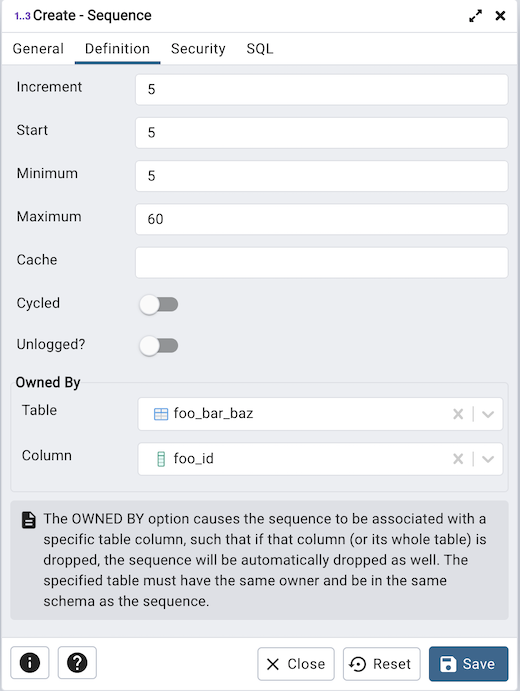 1..3 Create - Sequence
General Definition Security SQL
Increment 5
Start 5
Minimum 5
Maximum 60
Cache
Cycled
Unlogged?
Owned By
Table foo_bar_baz
Column foo_id
The OWNED BY option causes the sequence to be associated with a
specific table column, such that if that column (or its whole table) is
dropped, the sequence will be automatically dropped as well. The
specified table must have the same owner and be in the same
schema as the sequence.
Close Reset Save